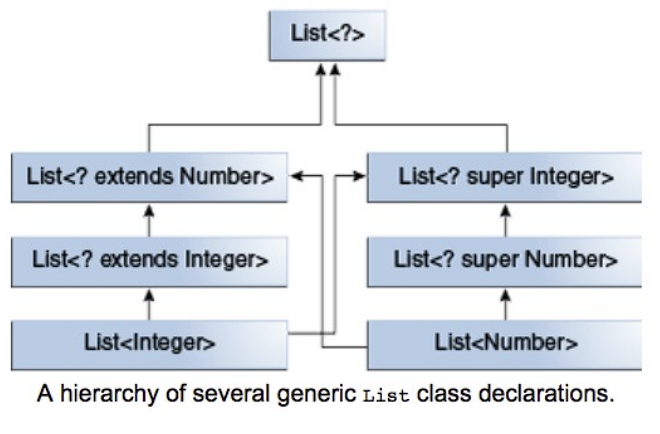 List<?>
List<? extends Number>
List<? super Integer>
List<? extends Integer>
List<? super Number>
List<Integer>
List<Number>
A hierarchy of several generic List class declarations.